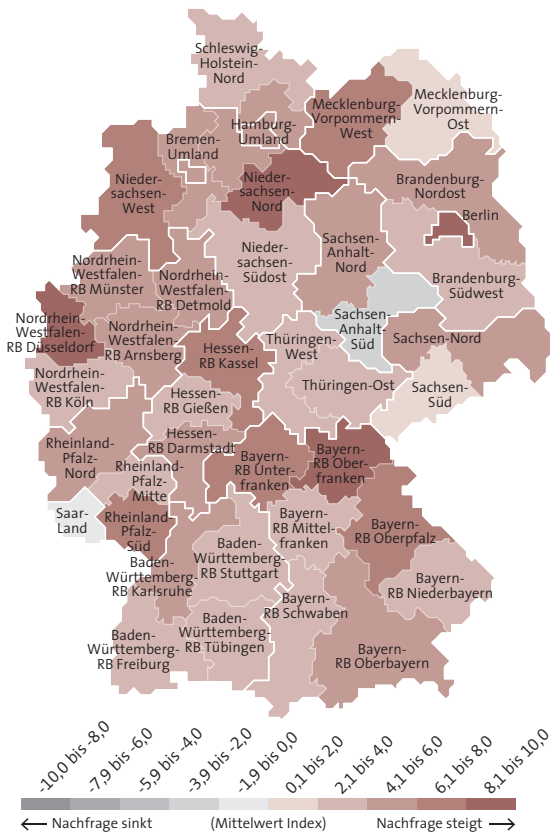 Schleswig-
Holstein-
Nord
Mecklenburg-
Vorpommern-
West
Mecklenburg-
Vorpommern-
Ost
Hamburg-
Umland
Bremen-
Umland
Nieder-
sachsen-
West
Nieder-
sachsen-
Nord
Brandenburg-
Nordost
Berlin
Nieder-
sachsen-
Südost
Sachsen-
Anhalt-
Nord
Brandenburg-
Südwest
Nordrhein-
Westfalen-
RB Münster
Nordrhein-
Westfalen-
RB Detmold
Nordrhein-
Westfalen-
RB Düsseldorf
Nordrhein-
Westfalen-
RB Arnsberg
Sachsen-
Anhalt-
Süd
Sachsen-Nord
Hessen-
RB Kassel
Thüringen-
West
Thüringen-Ost
Sachsen-
Süd
Nordrhein-
Westfalen-
RB Köln
Hessen-
RB Gießen
Hessen-
RB Darmstadt
Rheinland-
Pfalz-
Nord
Rheinland-
Pfalz-
Mitte
Bayern-
RB Unter-
franken
Bayern-
RB Ober-
franken
Saar-
Land
Rheinland-
Pfalz-
Süd
Bayern-
RB Mittel-
franken
Bayern-
RB Oberpfalz
Baden-
Württemberg-
RB Karlsruhe
Baden-
Württemberg-
RB Stuttgart
Bayern-
RB Niederbayern
Bayern-
RB Schwaben
Baden-
Württemberg-
RB Freiburg
Baden-
Württemberg-
RB Tübingen
Bayern-
RB Oberbayern
-10,0 bis -8,0
-7,9 bis -6,0
-5,9 bis -4,0
-3,9 bis -2,0
-1,9 bis 0,0
0,1 bis 2,0
2,1 bis 4,0
4,1 bis 6,0
6,1 bis 8,0
8,1 bis 10,0
← Nachfrage sinkt (Mittelwert Index) Nachfrage steigt →